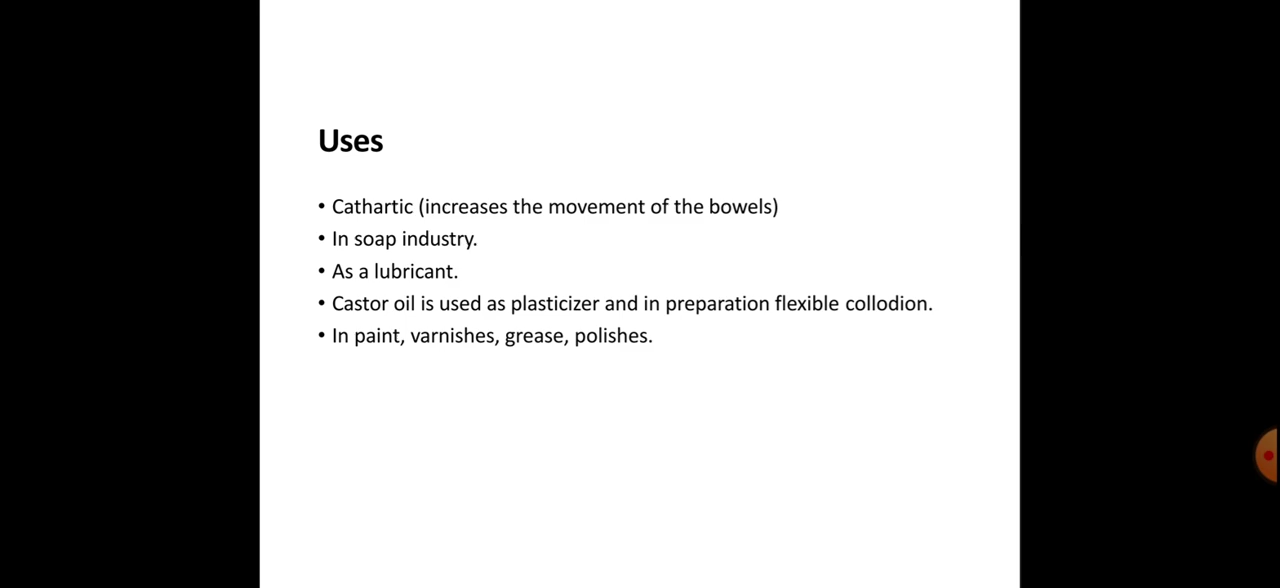 Uses
• Cathartic (increases the movement of the bowels)
• In soap industry.
• As a lubricant.
• Castor oil is used as plasticizer and in preparation flexible collodion.
• In paint, varnishes, grease, polishes.